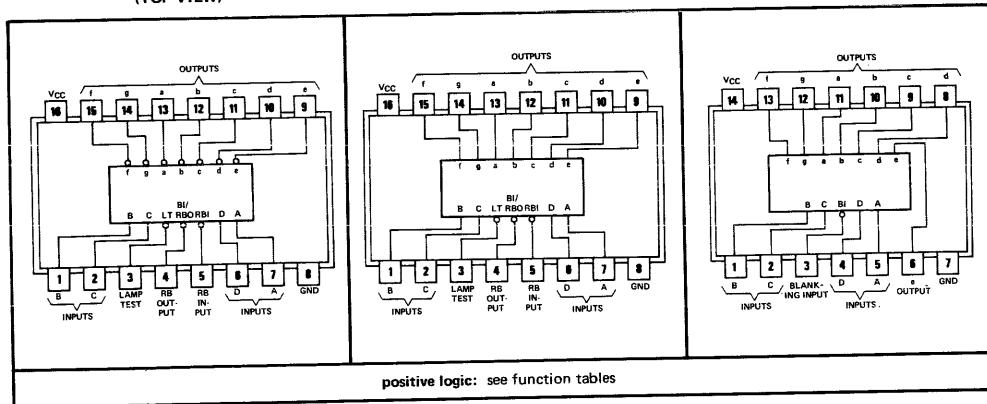 (TOP VIEW)
OUTPUTS
VCC f g a b c d e
16 15 14 13 12 11 10 9
f g a b c d e
BI/
B C LT RBO RBI D A
1 2 3 4 5 6 7 8
B C LAMP TEST RB OUT-PUT RB IN-PUT D A GND
INPUTS INPUTS
OUTPUTS
VCC f g a b c d e
16 15 14 13 12 11 10 9
f g a b c d e
BI/
B C LT RBO RBI D A
1 2 3 4 5 6 7 8
B C LAMP TEST RB OUT-PUT RB IN-PUT D A GND
INPUTS INPUTS
OUTPUTS
VCC f g a b c d
14 13 12 11 10 9 8
f g a b c d e
B C BI D A
1 2 3 4 5 6 7
B C BLANK-ING INPUT D A e OUTPUT GND
INPUTS INPUTS
positive logic: see function tables